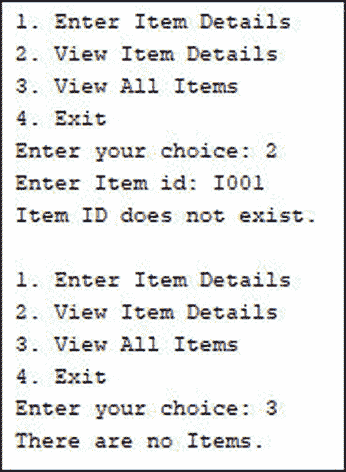 1. Enter Item Details
2. View Item Details
3. View All Items
4. Exit
Enter your choice: 2
Enter Item id: I001
Item ID does not exist.
1. Enter Item Details
2. View Item Details
3. View All Items
4. Exit
Enter your choice: 3
There are no Items.